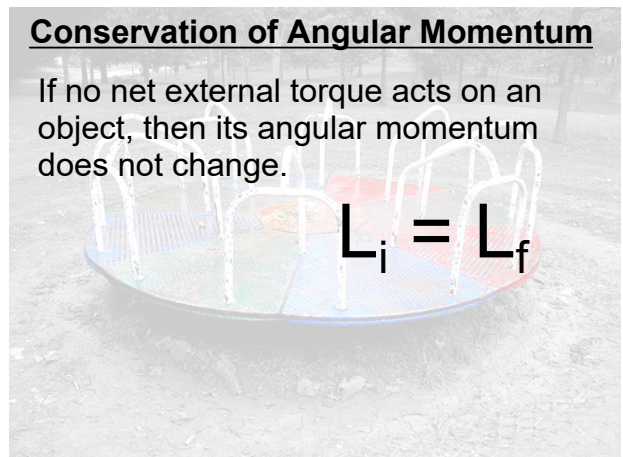 Conservation of Angular Momentum
If no net external torque acts on an
object, then its angular momentum
does not change.
Lᵢ = L_f